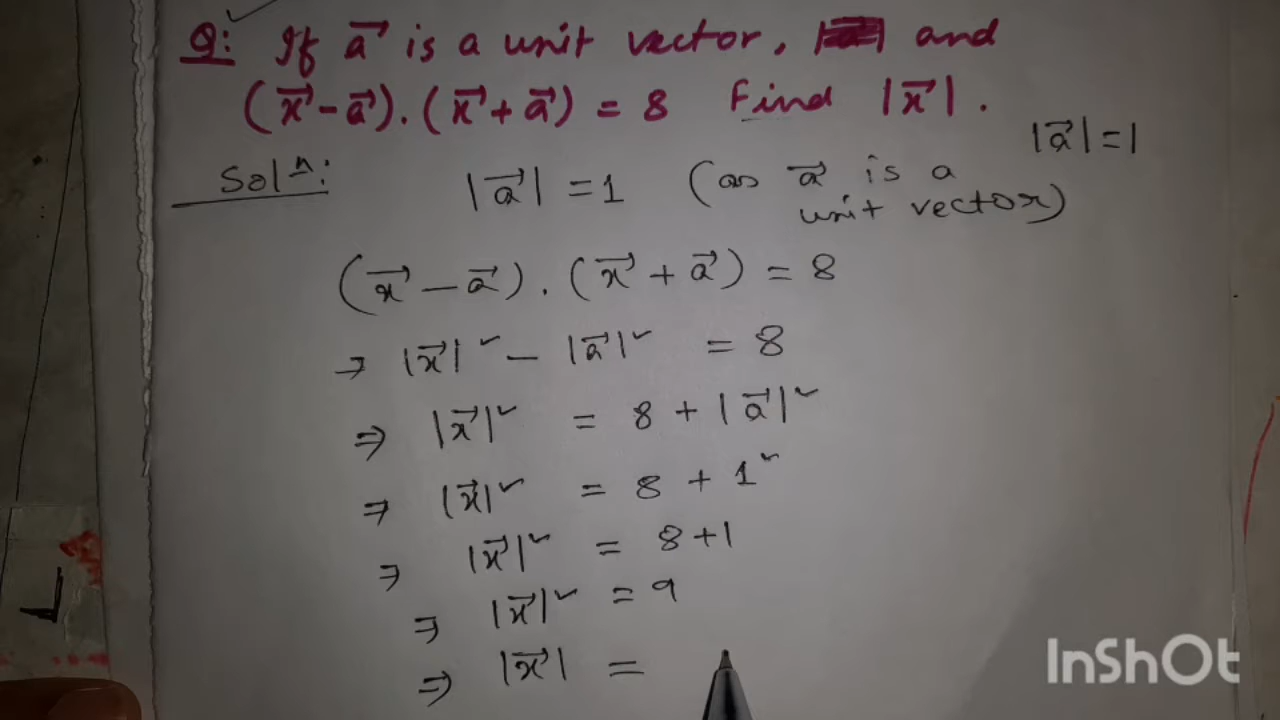 Q: If a⃗ is a unit vector, and
(x⃗ - a⃗) . (x⃗ + a⃗) = 8 Find |x⃗| .
|a⃗| = 1
Solⁿ: |a⃗| = 1 (as a⃗ is a
unit vector)
(x⃗ - a⃗) . (x⃗ + a⃗) = 8
⇒ |x⃗|² - |a⃗|² = 8
⇒ |x⃗|² = 8 + |a⃗|²
⇒ |x⃗|² = 8 + 1²
⇒ |x⃗|² = 8+1
⇒ |x⃗|² = 9
⇒ |x⃗| =
InShOt